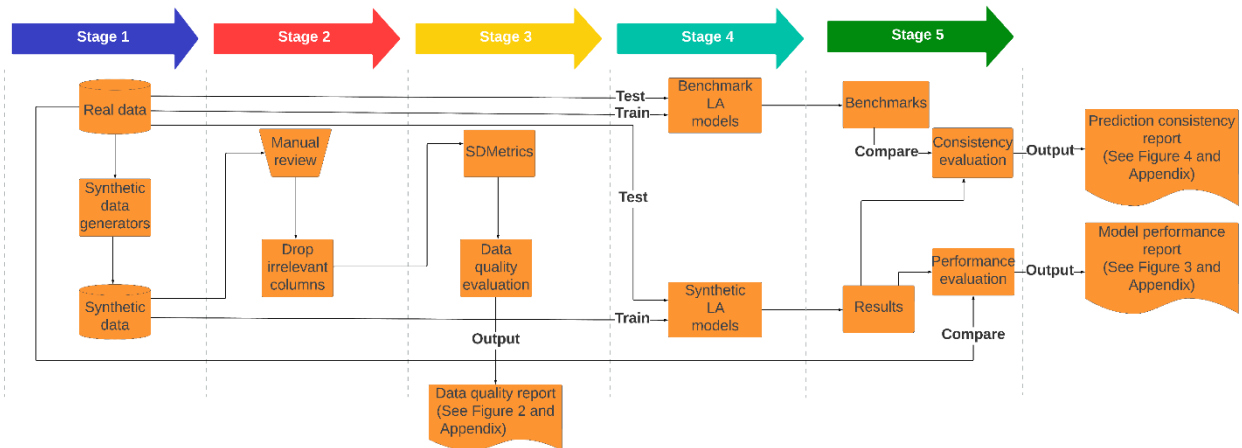 Stage 1
Stage 2
Stage 3
Stage 4
Stage 5
Real data
Synthetic
data
generators
Synthetic
data
Manual
review
Drop
irrelevant
columns
SDMetrics
Data
quality
evaluation
Output
Data quality report
(See Figure 2 and
Appendix)
Test
Train
Test
Train
Benchmark
LA
models
Synthetic
LA
models
Benchmarks
Compare
Consistency
evaluation
Results
Performance
evaluation
Compare
Output
Prediction consistency
report
(See Figure 4 and
Appendix)
Output
Model performance
report
(See Figure 3 and
Appendix)